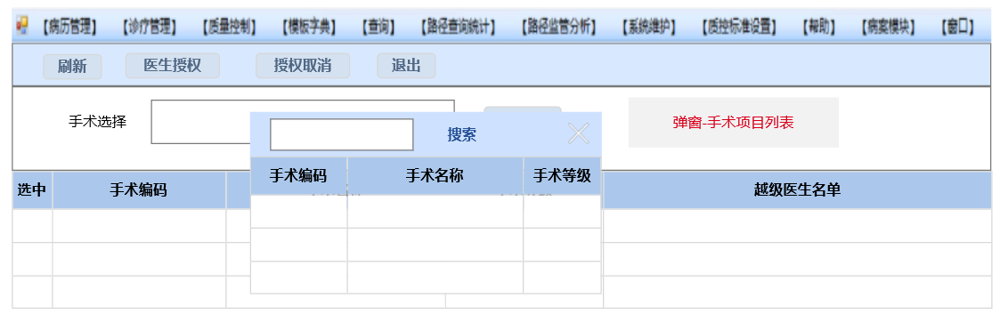 【病历管理】 【诊疗管理】 【质量控制】 【模板字典】 【查询】 【路径查询统计】 【路径监管分析】 【系统维护】 【质控标准设置】 【帮助】 【病案模块】 【窗口】
刷新 医生授权 授权取消 退出
手术选择 弹窗-手术项目列表
搜索
手术编码 手术名称 手术等级
选中 手术编码 越级医生名单